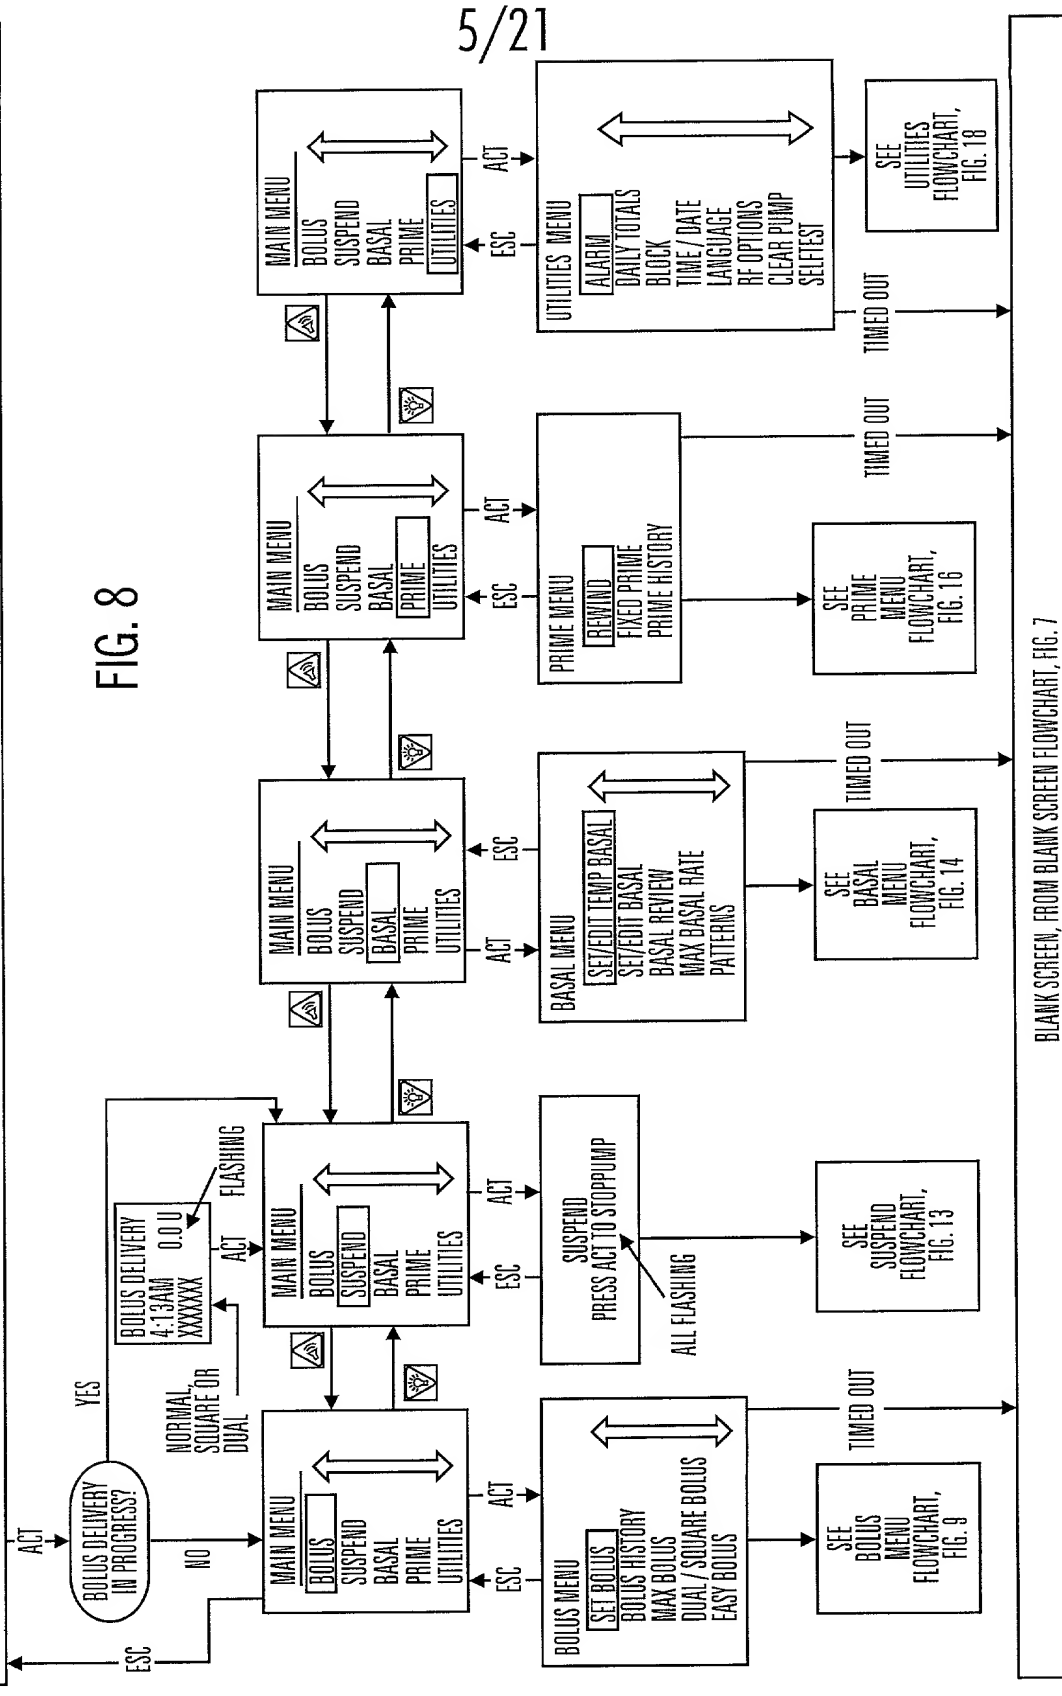 5/21
FIG. 8
ACT
ESC
BOLUS DELIVERY
IN PROGRESS?
YES
NO
NORMAL,
SQUARE OR
DUAL
BOLUS DELIVERY
4:13AM 0.0 U
XXXXXX
FLASHING
ACT
MAIN MENU
BOLUS
SUSPEND
BASAL
PRIME
UTILITIES
MAIN MENU
BOLUS
SUSPEND
BASAL
PRIME
UTILITIES
MAIN MENU
BOLUS
SUSPEND
BASAL
PRIME
UTILITIES
MAIN MENU
BOLUS
SUSPEND
BASAL
PRIME
UTILITIES
MAIN MENU
BOLUS
SUSPEND
BASAL
PRIME
UTILITIES
ESC
ACT
ESC
ACT
ACT
ESC
ESC
ACT
ESC
ACT
BOLUS MENU
SET BOLUS
BOLUS HISTORY
MAX BOLUS
DUAL / SQUARE BOLUS
EASY BOLUS
SUSPEND
PRESS ACT TO STOPPUMP
ALL FLASHING
BASAL MENU
SET/EDIT TEMP BASAL
SET/EDIT BASAL
BASAL REVIEW
MAX BASAL RATE
PATTERNS
PRIME MENU
REWIND
FIXED PRIME
PRIME HISTORY
UTILITIES MENU
ALARM
DAILY TOTALS
BLOCK
TIME / DATE
LANGUAGE
RF OPTIONS
CLEAR PUMP
SELFTEST
SEE
BOLUS
MENU
FLOWCHART,
FIG. 9
TIMED OUT
SEE
SUSPEND
FLOWCHART,
FIG. 13
SEE
BASAL
MENU
FLOWCHART,
FIG. 14
TIMED OUT
SEE
PRIME
MENU
FLOWCHART,
FIG. 16
TIMED OUT
TIMED OUT
SEE
UTILITIES
FLOWCHART,
FIG. 18
BLANK SCREEN, FROM BLANK SCREEN FLOWCHART, FIG. 7